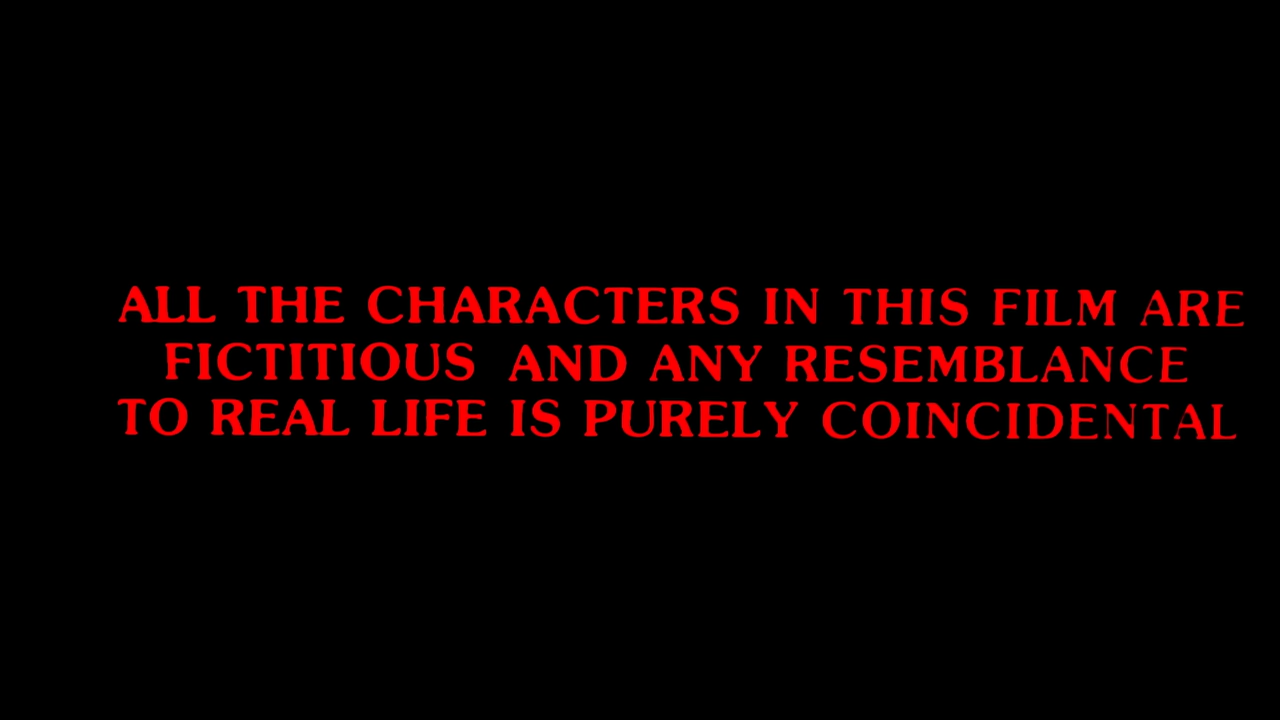 ALL THE CHARACTERS IN THIS FILM ARE
FICTITIOUS AND ANY RESEMBLANCE
TO REAL LIFE IS PURELY COINCIDENTAL